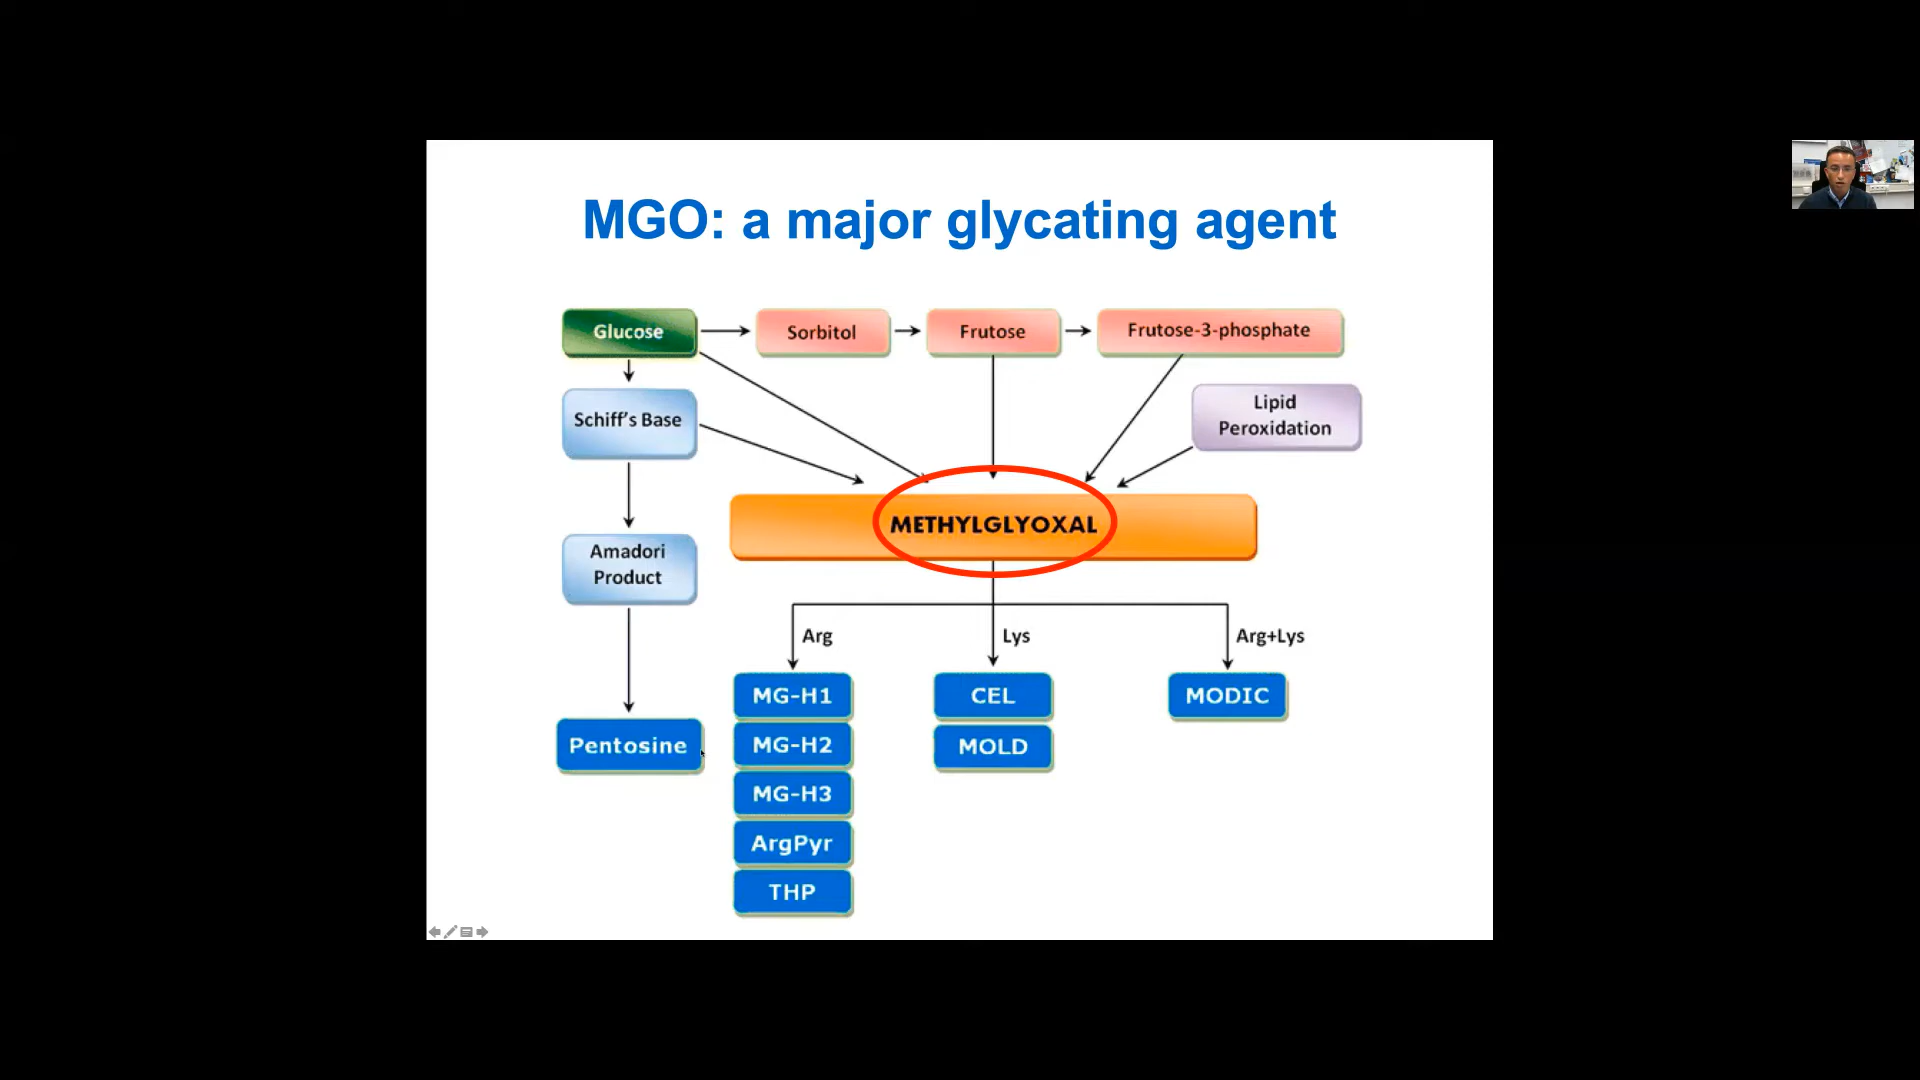 MGO: a major glycating agent
Glucose
Sorbitol
Frutose
Frutose-3-phosphate
Schiff's Base
Lipid
Peroxidation
METHYLGLYOXAL
Amadori
Product
Arg
Lys
Arg+Lys
Pentosine
MG-H1
MG-H2
MG-H3
ArgPyr
THP
CEL
MOLD
MODIC